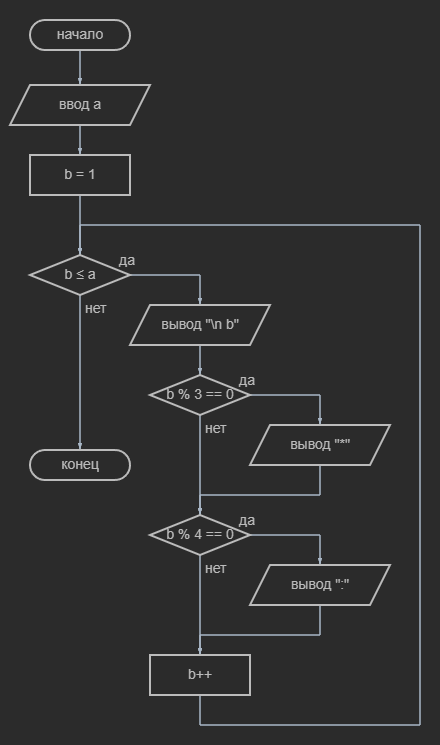 начало
ввод a
b = 1
b ≤ a
да
нет
вывод "\n b"
b % 3 == 0
да
нет
вывод "*"
конец
b % 4 == 0
да
нет
вывод ":"
b++